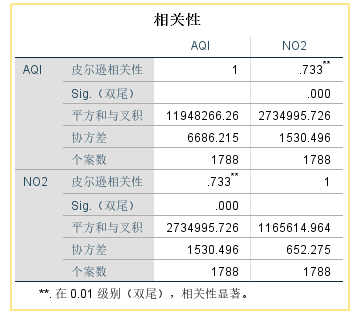 相关性
AQI NO2
AQI 皮尔逊相关性 1 .733**
Sig.（双尾） .000
平方和与叉积 11948266.26 2734995.726
协方差 6686.215 1530.496
个案数 1788 1788
NO2 皮尔逊相关性 .733** 1
Sig.（双尾） .000
平方和与叉积 2734995.726 1165614.964
协方差 1530.496 652.275
个案数 1788 1788
**. 在 0.01 级别（双尾），相关性显著。